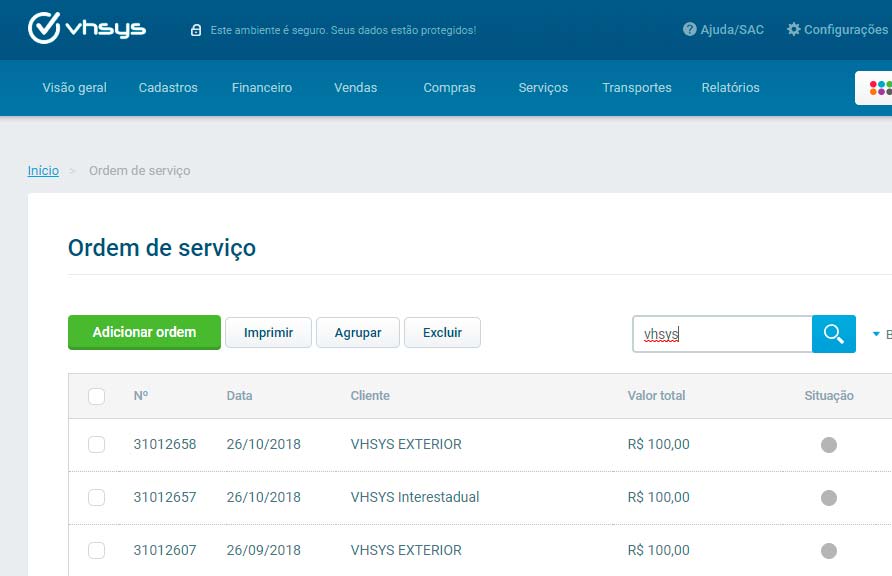 vhsys Este ambiente é seguro. Seus dados estão protegidos! Ajuda/SAC Configurações
Visão geral Cadastros Financeiro Vendas Compras Serviços Transportes Relatórios
Início > Ordem de serviço
Ordem de serviço
Adicionar ordem Imprimir Agrupar Excluir vhsys
Nº Data Cliente Valor total Situação
31012658 26/10/2018 VHSYS EXTERIOR R$ 100,00
31012657 26/10/2018 VHSYS Interestadual R$ 100,00
31012607 26/09/2018 VHSYS EXTERIOR R$ 100,00